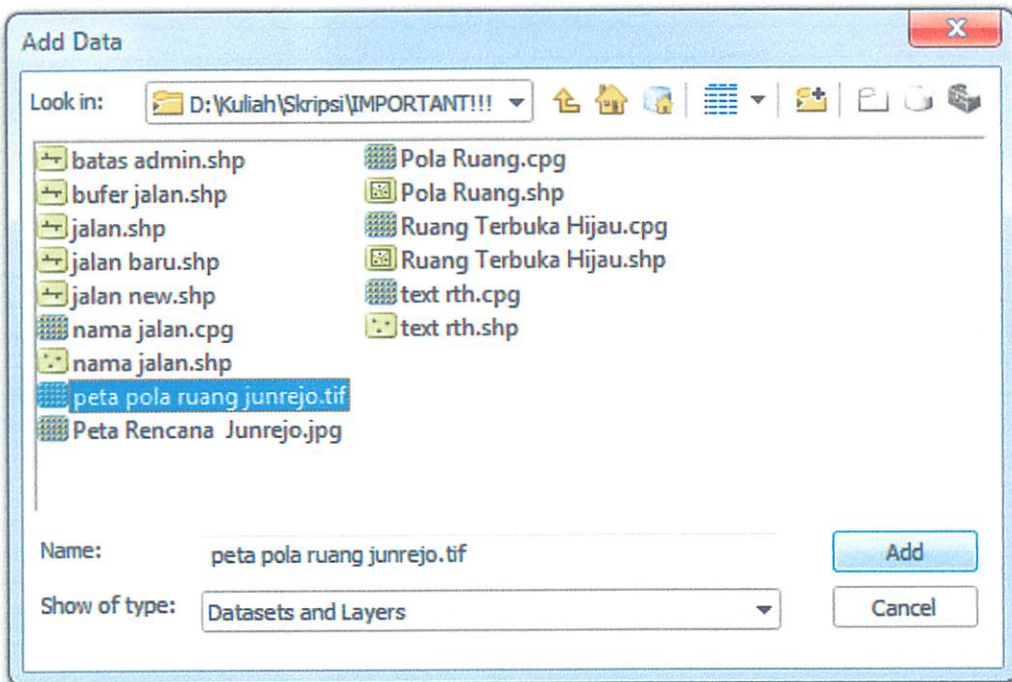 Add Data
Look in: D:\Kuliah\Skripsi\IMPORTANT!!!
batas admin.shp
bufer jalan.shp
jalan.shp
jalan baru.shp
jalan new.shp
nama jalan.cpg
nama jalan.shp
peta pola ruang junrejo.tif
Peta Rencana Junrejo.jpg
Pola Ruang.cpg
Pola Ruang.shp
Ruang Terbuka Hijau.cpg
Ruang Terbuka Hijau.shp
text rth.cpg
text rth.shp
Name: peta pola ruang junrejo.tif
Add
Show of type: Datasets and Layers
Cancel